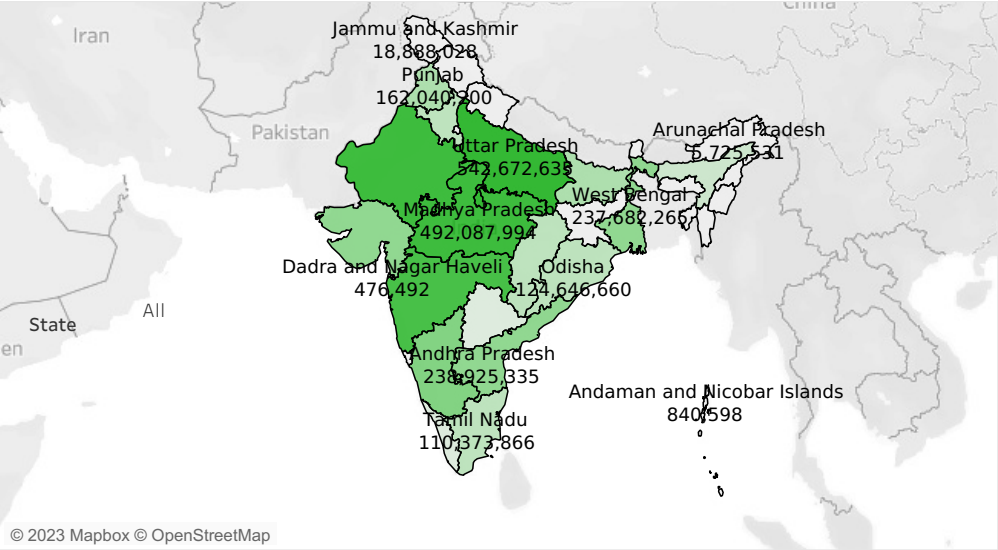 China
Iran
Jammu and Kashmir
18,888,028
Punjab
162,040,200
Pakistan
Arunachal Pradesh
5,725,531
Uttar Pradesh
542,672,635
West Bengal
237,682,265
Madhya Pradesh
492,087,994
Dadra and Nagar Haveli
476,492
Odisha
124,646,660
All
State
en
Andhra Pradesh
238,925,335
Andaman and Nicobar Islands
840,598
Tamil Nadu
110,373,866
© 2023 Mapbox © OpenStreetMap